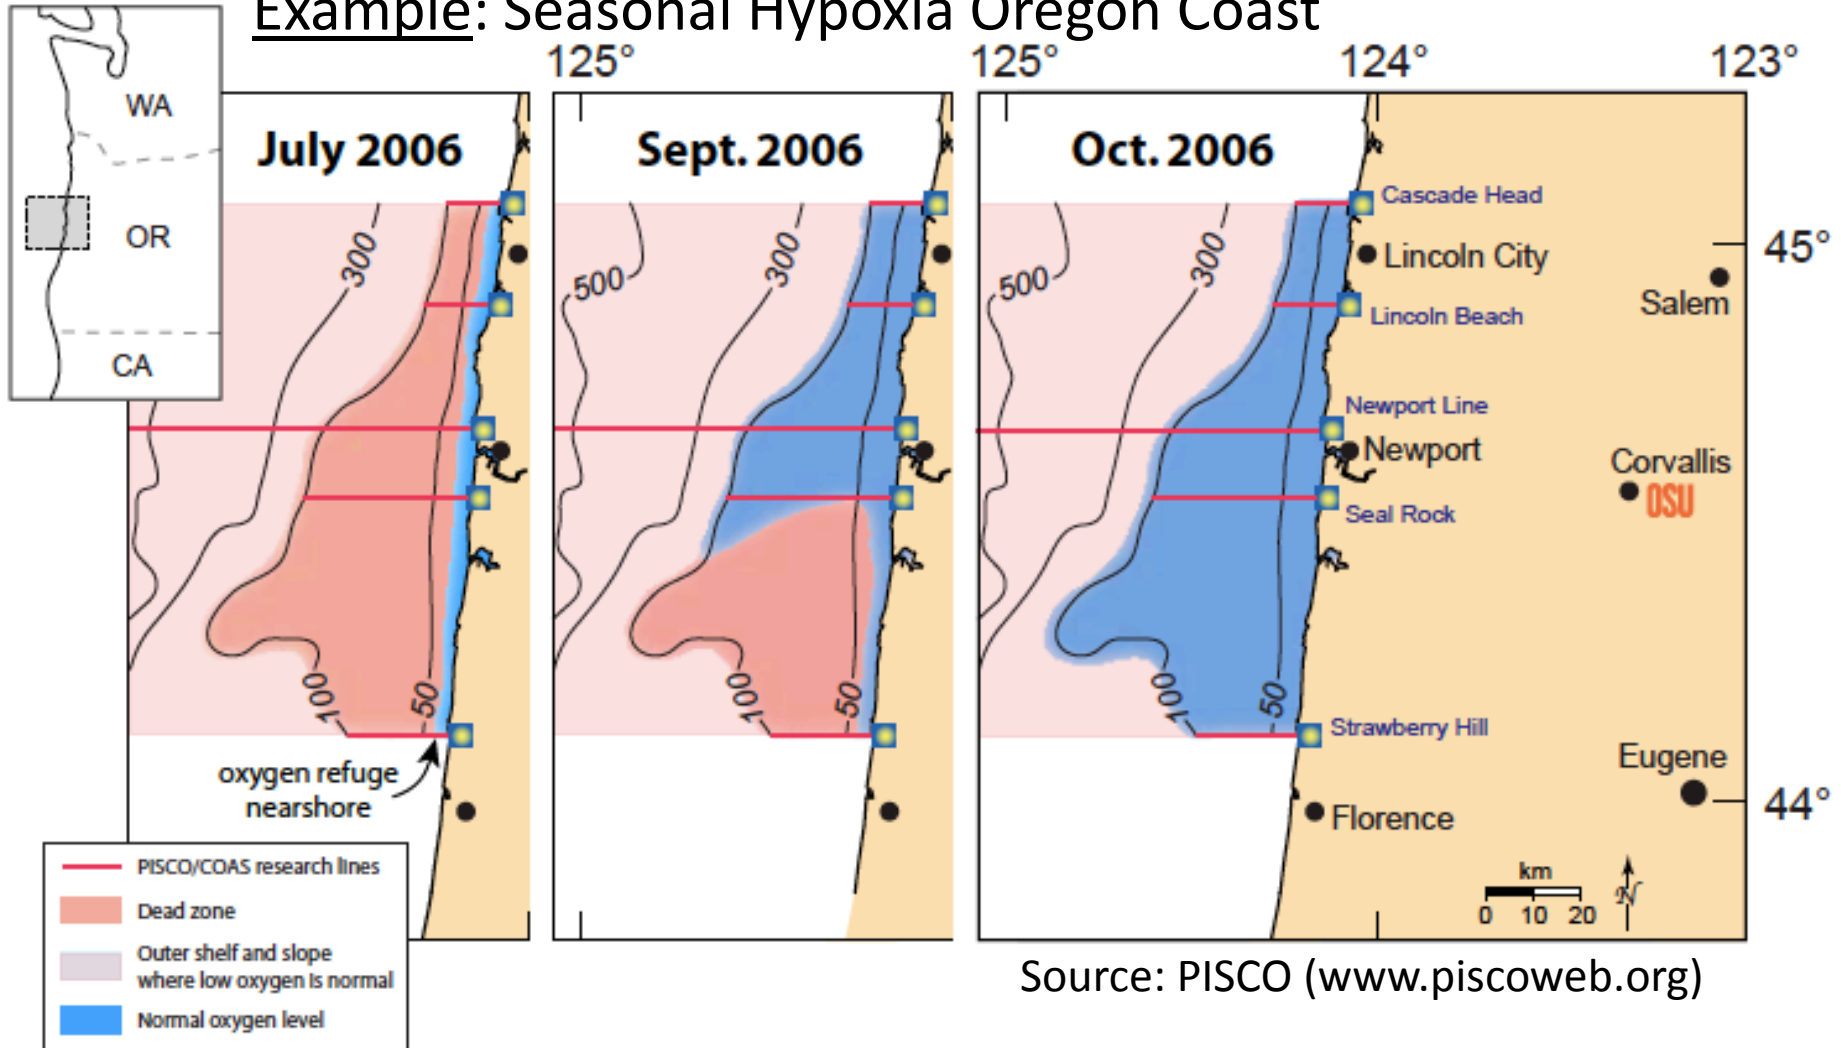 Example: Seasonal Hypoxia Oregon Coast
125°
125°
124°
123°
WA
OR
CA
July 2006
300
100
50
oxygen refuge
nearshore
Sept. 2006
500
300
100
50
Oct. 2006
500
300
100
50
Cascade Head
Lincoln City
Lincoln Beach
Salem
45°
Newport Line
Newport
Corvallis
OSU
Seal Rock
Strawberry Hill
Eugene
44°
Florence
km
0 10 20
N
PISCO/COAS research lines
Dead zone
Outer shelf and slope
where low oxygen is normal
Normal oxygen level
Source: PISCO (www.piscoweb.org)